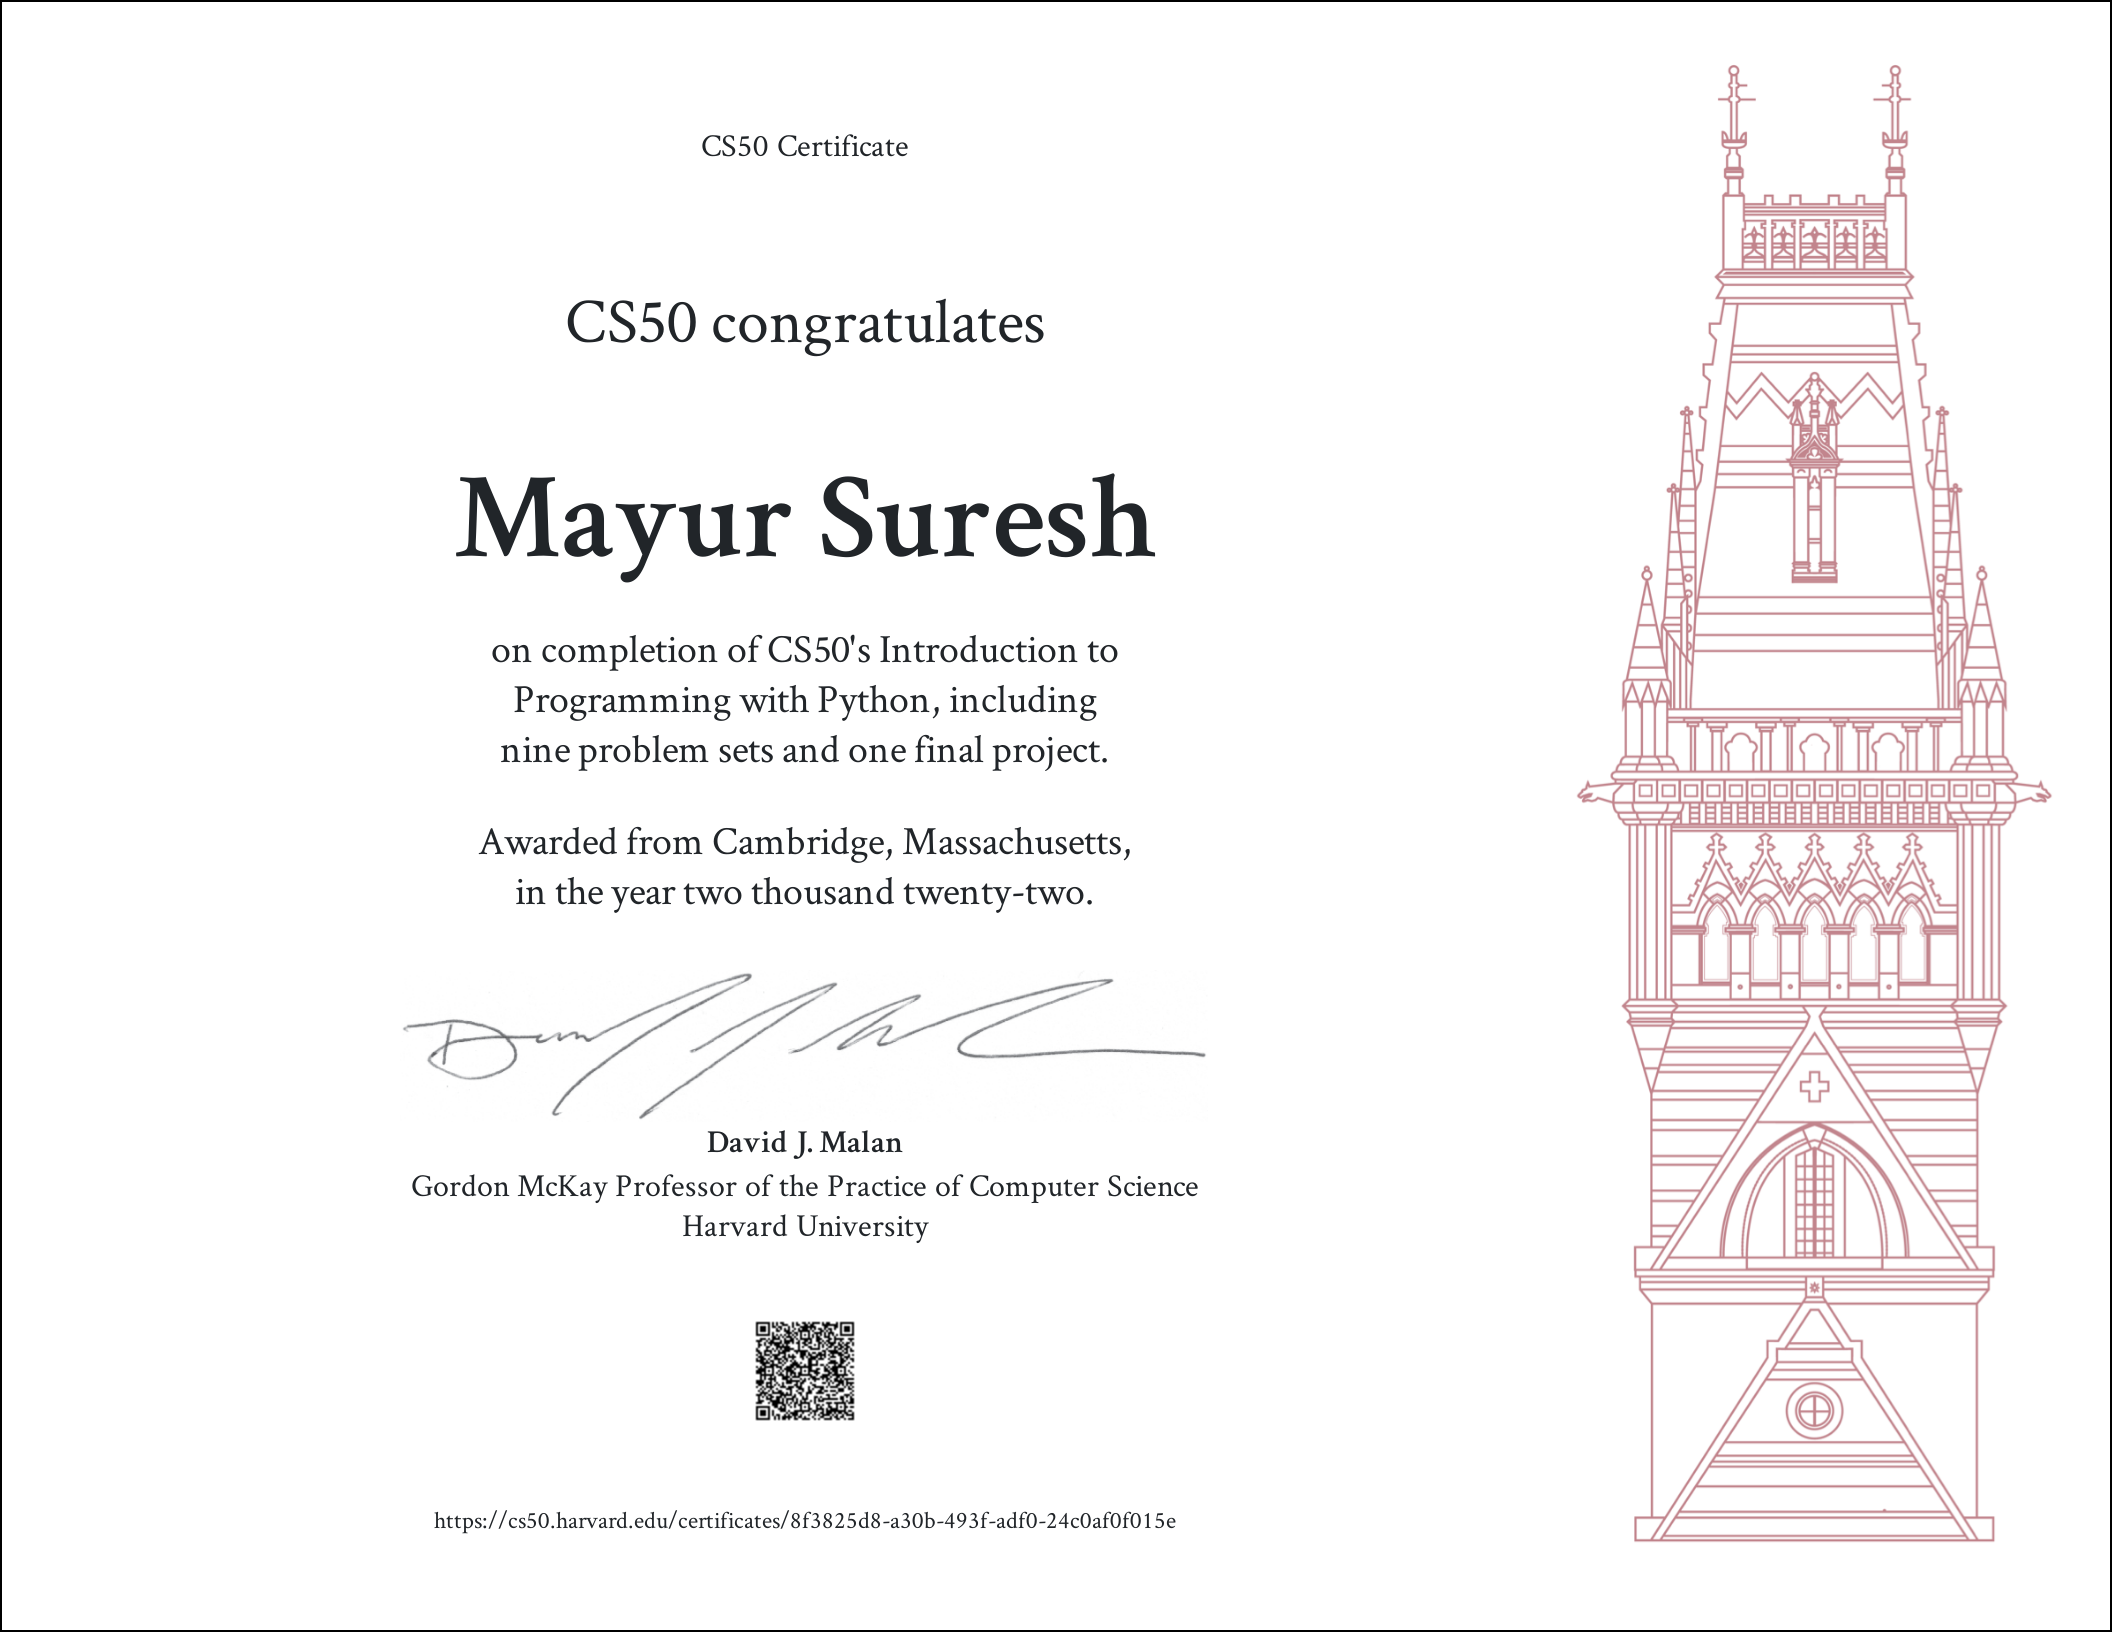 CS50 Certificate
CS50 congratulates
Mayur Suresh
on completion of CS50's Introduction to
Programming with Python, including
nine problem sets and one final project.
Awarded from Cambridge, Massachusetts,
in the year two thousand twenty-two.
David J. Malan
Gordon McKay Professor of the Practice of Computer Science
Harvard University
https://cs50.harvard.edu/certificates/8f3825d8-a30b-493f-adf0-24c0af0f015e